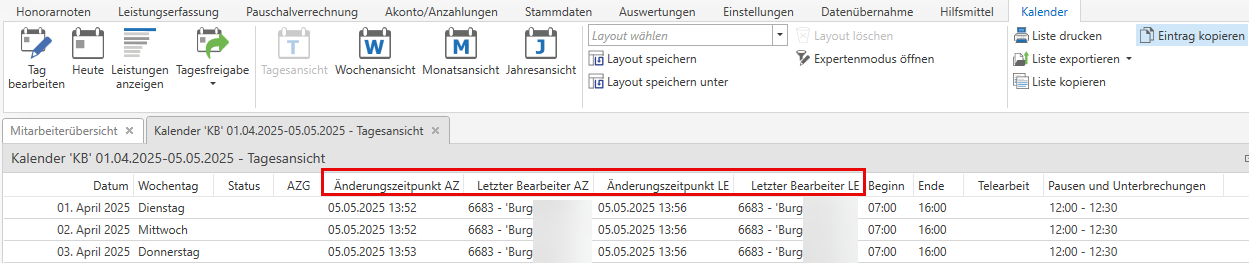 Honorarnoten Leistungserfassung Pauschalverrechnung Akonto/Anzahlungen Stammdaten Auswertungen Einstellungen Datenübernahme Hilfsmittel Kalender
Tag bearbeiten
Heute
Leistungen anzeigen
Tagesfreigabe
Tagesansicht
Wochenansicht
Monatsansicht
Jahresansicht
T
W
M
J
Layout wählen
Layout speichern
Layout speichern unter
Layout löschen
Expertenmodus öffnen
Liste drucken
Liste exportieren
Liste kopieren
Eintrag kopieren
Mitarbeiterübersicht × Kalender 'KB' 01.04.2025-05.05.2025 - Tagesansicht ×
Kalender 'KB' 01.04.2025-05.05.2025 - Tagesansicht
Datum Wochentag Status AZG Änderungszeitpunkt AZ Letzter Bearbeiter AZ Änderungszeitpunkt LE Letzter Bearbeiter LE Beginn Ende Telearbeit Pausen und Unterbrechungen
01. April 2025 Dienstag 05.05.2025 13:52 6683 - 'Burg 05.05.2025 13:56 6683 - 'Burg 07:00 16:00 12:00 - 12:30
02. April 2025 Mittwoch 05.05.2025 13:52 6683 - 'Burg 05.05.2025 13:56 6683 - 'Burg 07:00 16:00 12:00 - 12:30
03. April 2025 Donnerstag 05.05.2025 13:53 6683 - 'Burg 05.05.2025 13:56 6683 - 'Burg 07:00 16:00 12:00 - 12:30